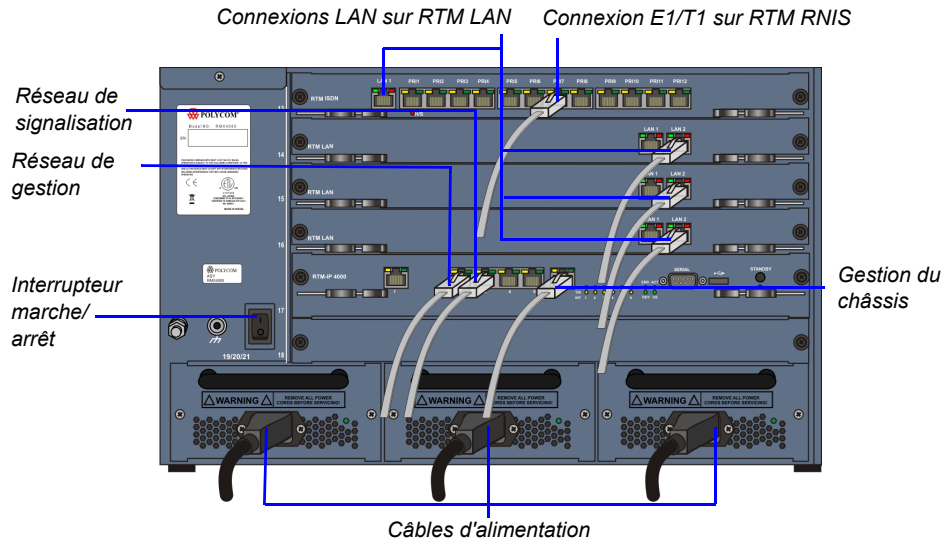 Connexions LAN sur RTM LAN
Connexion E1/T1 sur RTM RNIS
Réseau de
signalisation
Réseau de
gestion
Interrupteur
marche/
arrêt
Gestion du
châssis
Câbles d'alimentation
LAN 1 PRI1 PRI2 PRI3 PRI4 PRI5 PRI6 PRI7 PRI8 PRI9 PRI10 PRI11 PRI12
RTM ISDN
13
POLYCOM
Model NO: RMX4000
14
RTM LAN
LAN 1 LAN 2
15
RTM LAN
LAN 1 LAN 2
16
RTM LAN
LAN 1 LAN 2
RTM-IP 4000
SERIAL
STANDBY
POLYCOM
ASY
RMX4000
17
18
19/20/21
WARNING
REMOVE ALL POWER
CORDS BEFORE SERVICING!
WARNING
REMOVE ALL POWER
CORDS BEFORE SERVICING!
WARNING
REMOVE ALL POWER
CORDS BEFORE SERVICING!